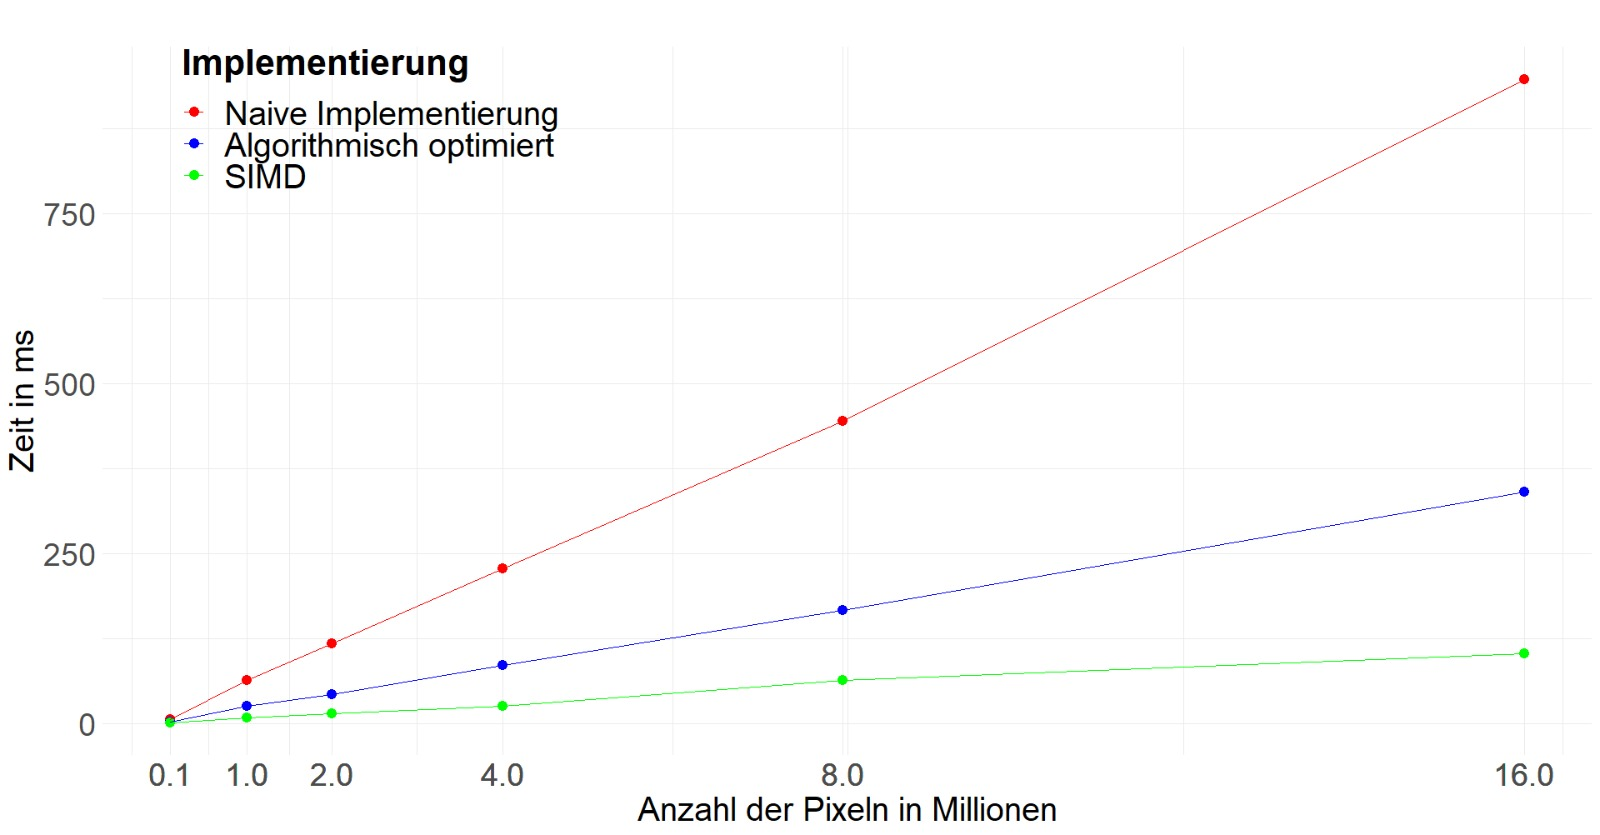 Implementierung
Naive Implementierung
Algorithmisch optimiert
SIMD
Zeit in ms
750
500
250
0
0.1 1.0 2.0 4.0 8.0 16.0
Anzahl der Pixeln in Millionen